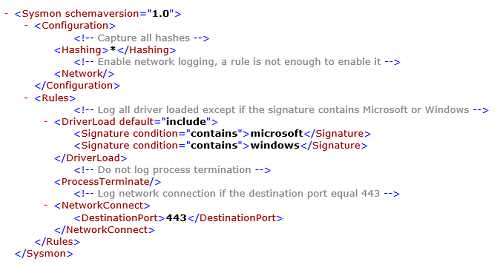 - <Sysmon schemaversion="1.0">
- <Configuration>
<!-- Capture all hashes -->
<Hashing>*</Hashing>
<!-- Enable network logging, a rule is not enough to enable it -->
<Network/>
</Configuration>
- <Rules>
<!-- Log all driver loaded except if the signature contains Microsoft or Windows -->
- <DriverLoad default="include">
<Signature condition="contains">microsoft</Signature>
<Signature condition="contains">windows</Signature>
</DriverLoad>
<!-- Do not log process termination -->
<ProcessTerminate/>
<!-- Log network connection if the destination port equal 443 -->
- <NetworkConnect>
<DestinationPort>443</DestinationPort>
</NetworkConnect>
</Rules>
</Sysmon>